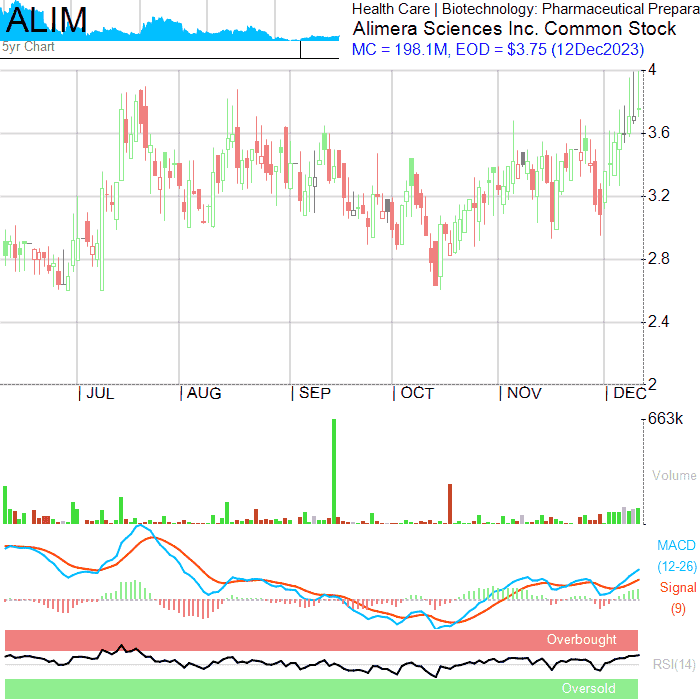 ALIM
5yr Chart
Health Care | Biotechnology: Pharmaceutical Prepara
Alimera Sciences Inc. Common Stock
MC = 198.1M, EOD = $3.75 (12Dec2023)
4
3.6
3.2
2.8
2.4
2
| JUL | AUG | SEP | OCT | NOV | DEC
663k
Volume
MACD
(12-26)
Signal
(9)
Overbought
RSI(14)
Oversold